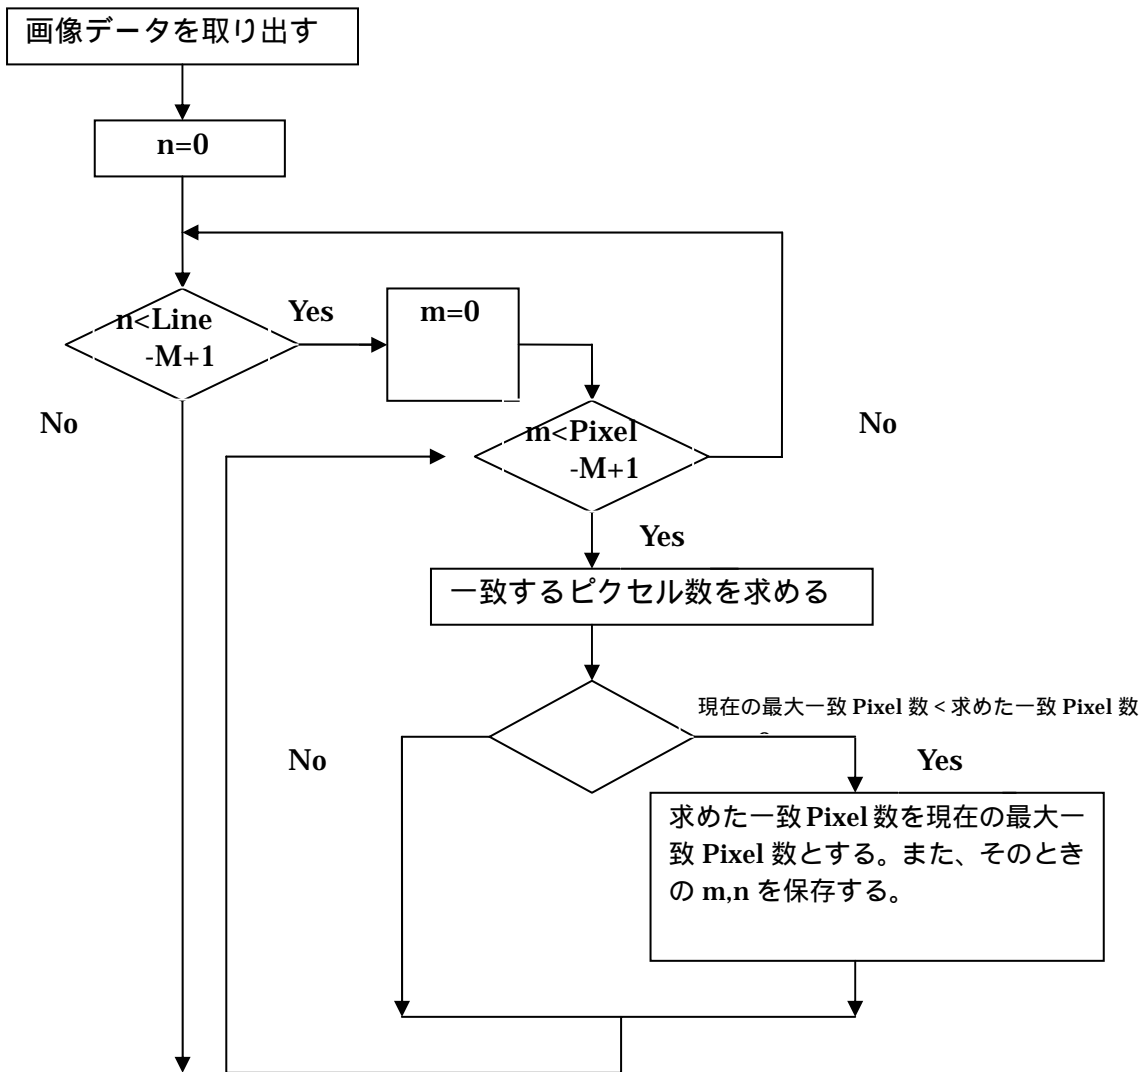 画像データを取り出す
n=0
n<Line
-M+1
Yes
m=0
No
m<Pixel
-M+1
No
Yes
一致するピクセル数を求める
現在の最大一致 Pixel 数 < 求めた一致 Pixel 数
No
Yes
求めた一致 Pixel 数を現在の最大一
致 Pixel 数とする。また、そのとき
の m,n を保存する。